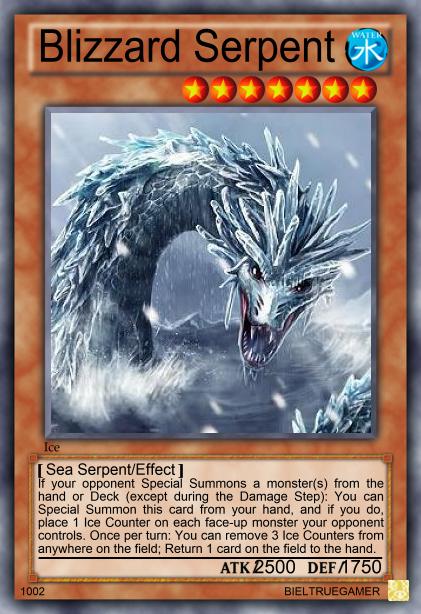 Blizzard Serpent
WATER
水
Ice
[ Sea Serpent/Effect ]
If your opponent Special Summons a monster(s) from the
hand or Deck (except during the Damage Step): You can
Special Summon this card from your hand, and if you do,
place 1 Ice Counter on each face-up monster your opponent
controls. Once per turn: You can remove 3 Ice Counters from
anywhere on the field; Return 1 card on the field to the hand.
ATK/2500 DEF/1750
1002 BIELTRUEGAMER